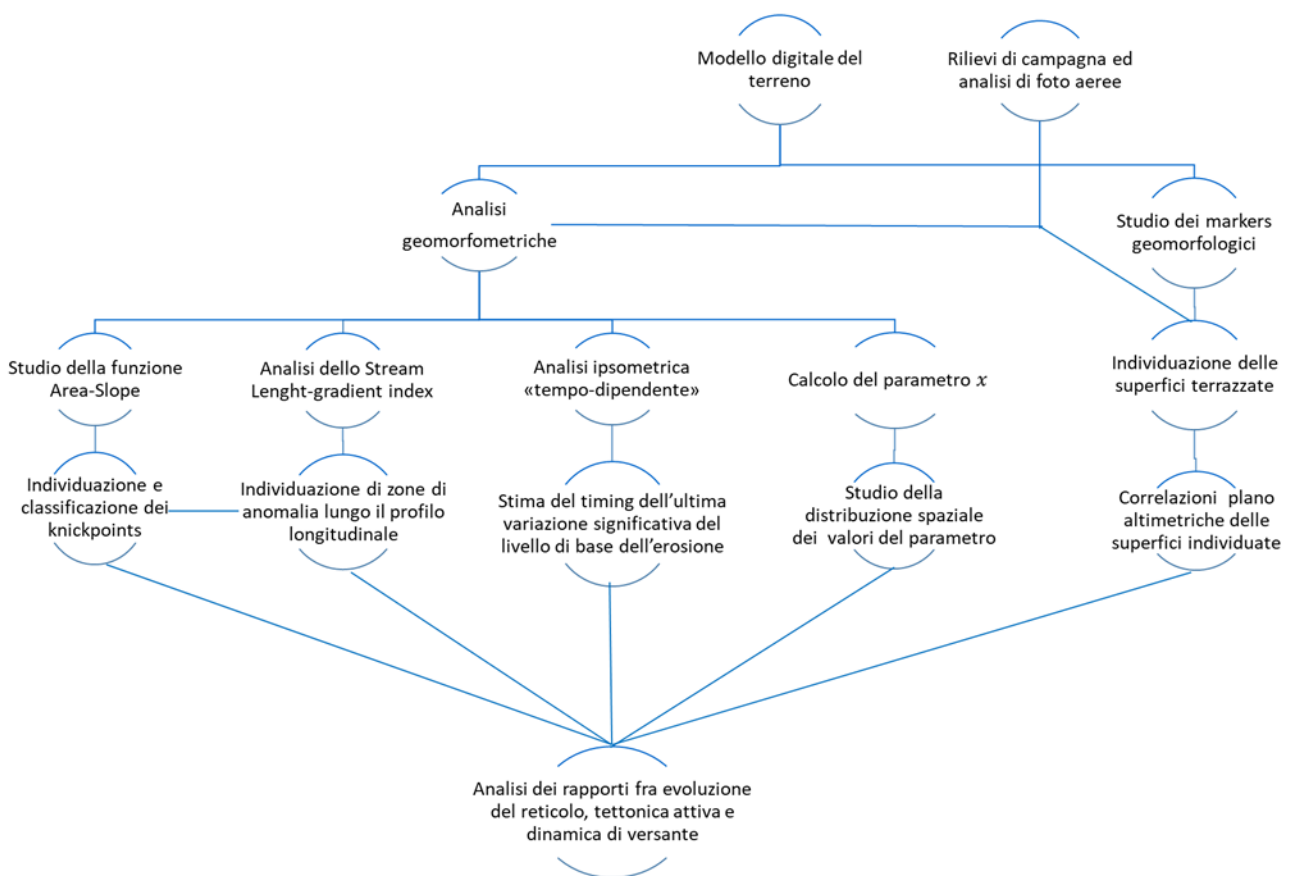 Modello digitale del
terreno
Rilievi di campagna ed
analisi di foto aeree
Analisi
geomorfometriche
Studio dei markers
geomorfologici
Studio della funzione
Area-Slope
Analisi dello Stream
Lenght-gradient index
Analisi ipsometrica
«tempo-dipendente»
Calcolo del parametro x
Individuazione delle
superfici terrazzate
Individuazione e
classificazione dei
knickpoints
Individuazione di zone di
anomalia lungo il profilo
longitudinale
Stima del timing dell’ultima
variazione significativa del
livello di base dell’erosione
Studio della
distribuzione spaziale
dei valori del parametro
Correlazioni plano
altimetriche delle
superfici individuate
Analisi dei rapporti fra evoluzione
del reticolo, tettonica attiva e
dinamica di versante